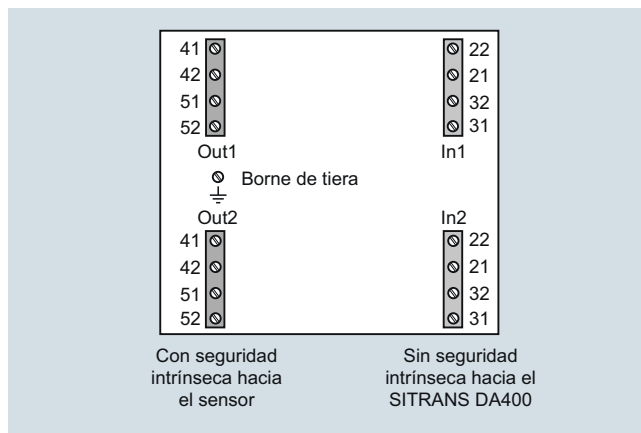 41 22
42 21
51 32
52 31
Out1 In1
Borne de tiera
Out2 In2
41 22
42 21
51 32
52 31
Con seguridad
intrínseca hacia
el sensor
Sin seguridad
intrínseca hacia el
SITRANS DA400